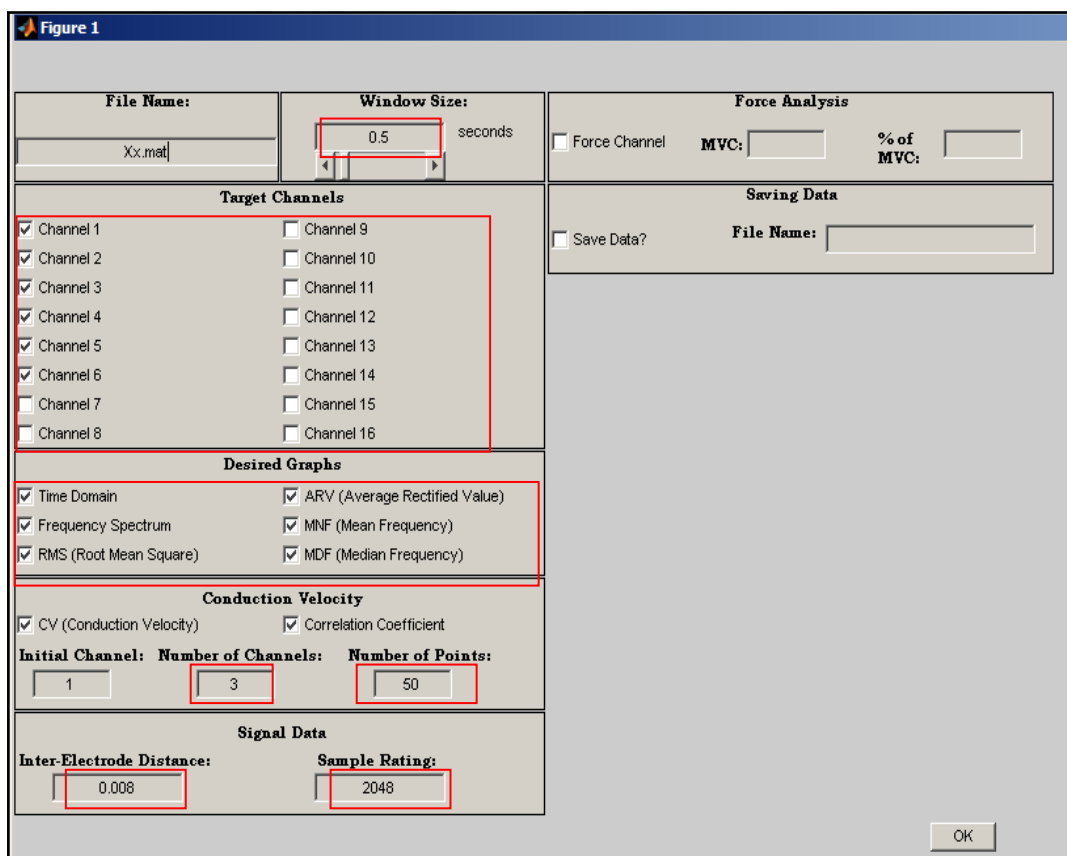 Figure 1
File Name:
Xx.mat
Window Size:
0.5
seconds
Force Analysis
Force Channel
MVC:
% of
MVC:
Target Channels
Channel 1
Channel 9
Channel 2
Channel 10
Channel 3
Channel 11
Channel 4
Channel 12
Channel 5
Channel 13
Channel 6
Channel 14
Channel 7
Channel 15
Channel 8
Channel 16
Saving Data
Save Data?
File Name:
Desired Graphs
Time Domain
ARV (Average Rectified Value)
Frequency Spectrum
MNF (Mean Frequency)
RMS (Root Mean Square)
MDF (Median Frequency)
Conduction Velocity
CV (Conduction Velocity)
Correlation Coefficient
Initial Channel:
Number of Channels:
Number of Points:
1
3
50
Signal Data
Inter-Electrode Distance:
Sample Rating:
0.008
2048
OK